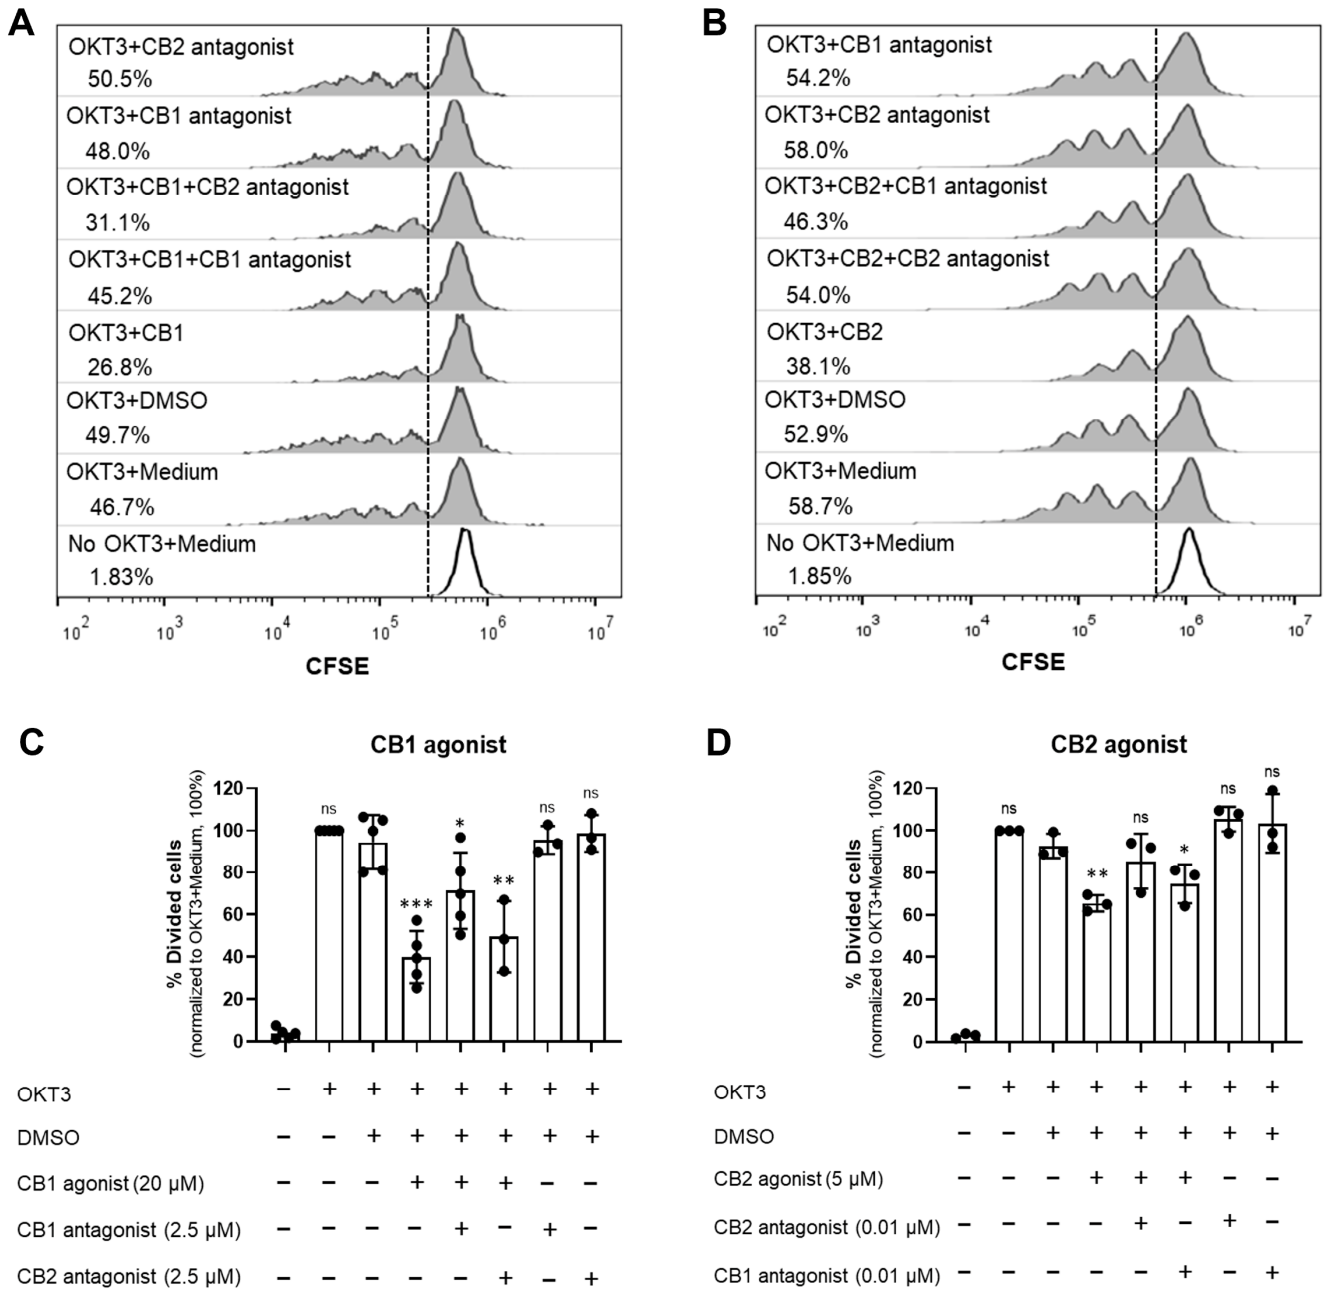 A
OKT3+CB2 antagonist
50.5%
OKT3+CB1 antagonist
48.0%
OKT3+CB1+CB2 antagonist
31.1%
OKT3+CB1+CB1 antagonist
45.2%
OKT3+CB1
26.8%
OKT3+DMSO
49.7%
OKT3+Medium
46.7%
No OKT3+Medium
1.83%
10² 10³ 10⁴ 10⁵ 10⁶ 10⁷
CFSE
B
OKT3+CB1 antagonist
54.2%
OKT3+CB2 antagonist
58.0%
OKT3+CB2+CB1 antagonist
46.3%
OKT3+CB2+CB2 antagonist
54.0%
OKT3+CB2
38.1%
OKT3+DMSO
52.9%
OKT3+Medium
58.7%
No OKT3+Medium
1.85%
10² 10³ 10⁴ 10⁵ 10⁶ 10⁷
CFSE
C
CB1 agonist
% Divided cells
(normalized to OKT3+Medium, 100%)
120
100
80
60
40
20
0
ns *** * ** ns ns
OKT3 − + + + + + + +
DMSO − − + + + + + +
CB1 agonist (20 µM) − − − + + + − −
CB1 antagonist (2.5 µM) − − − − + − + −
CB2 antagonist (2.5 µM) − − − − − + − +
D
CB2 agonist
% Divided cells
(normalized to OKT3+Medium, 100%)
120
100
80
60
40
20
0
ns ** ns * ns ns
OKT3 − + + + + + + +
DMSO − − + + + + + +
CB2 agonist (5 µM) − − − + + + − −
CB2 antagonist (0.01 µM) − − − − + − + −
CB1 antagonist (0.01 µM) − − − − − + − +